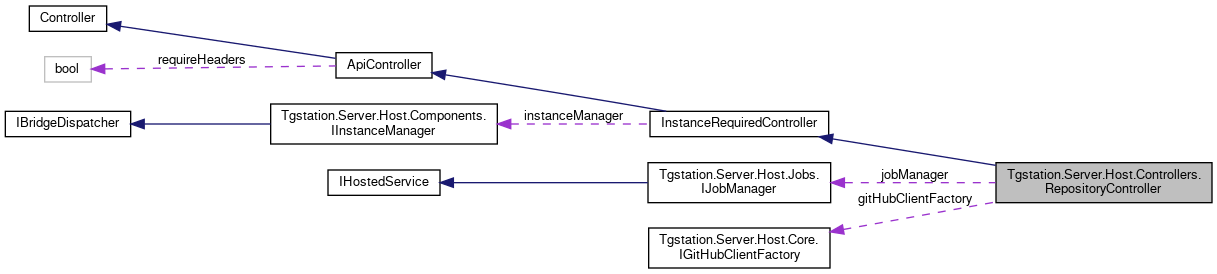 Controller
requireHeaders
bool
ApiController
IBridgeDispatcher
Tgstation.Server.Host.Components.
IInstanceManager
instanceManager
InstanceRequiredController
IHostedService
Tgstation.Server.Host.Jobs.
IJobManager
jobManager
Tgstation.Server.Host.Controllers.
RepositoryController
gitHubClientFactory
Tgstation.Server.Host.Core.
IGitHubClientFactory